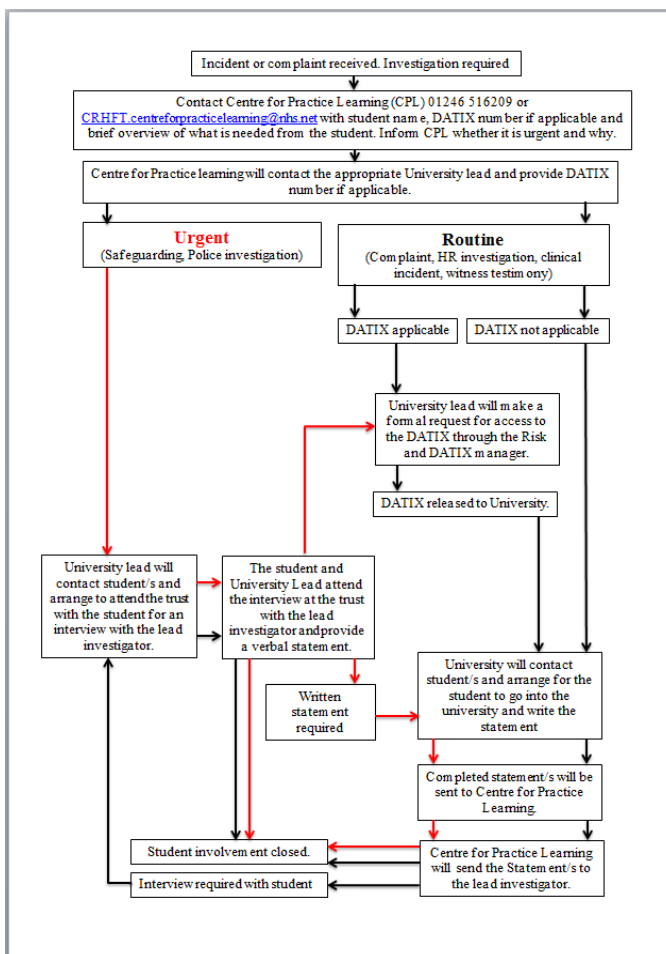 Incident or complaint received. Investigation required
Contact Centre for Practice Learning (CPL) 01246 516209 or
CRHFT.centreforpracticelearning@nhs.net with student name, DATIX number if applicable and
brief overview of what is needed from the student. Inform CPL whether it is urgent and why.
Centre for Practice learning will contact the appropriate University lead and provide DATIX
number if applicable.
Urgent
(Safeguarding, Police investigation)
Routine
(Complaint, HR investigation, clinical
incident, witness testimony)
DATIX applicable
DATIX not applicable
University lead will make a
formal request for access to
the DATIX through the Risk
and DATIX manager.
DATIX released to University.
University lead will
contact student/s and
arrange to attend the trust
with the student for an
interview with the lead
investigator.
The student and
University Lead attend
the interview at the trust
with the lead
investigator and provide
a verbal statement.
Written
statement
required
University will contact
student/s and arrange for the
student to go into the
university and write the
statement
Completed statement/s will be
sent to Centre for Practice
Learning.
Student involvement closed.
Interview required with student
Centre for Practice Learning
will send the Statement/s to
the lead investigator.